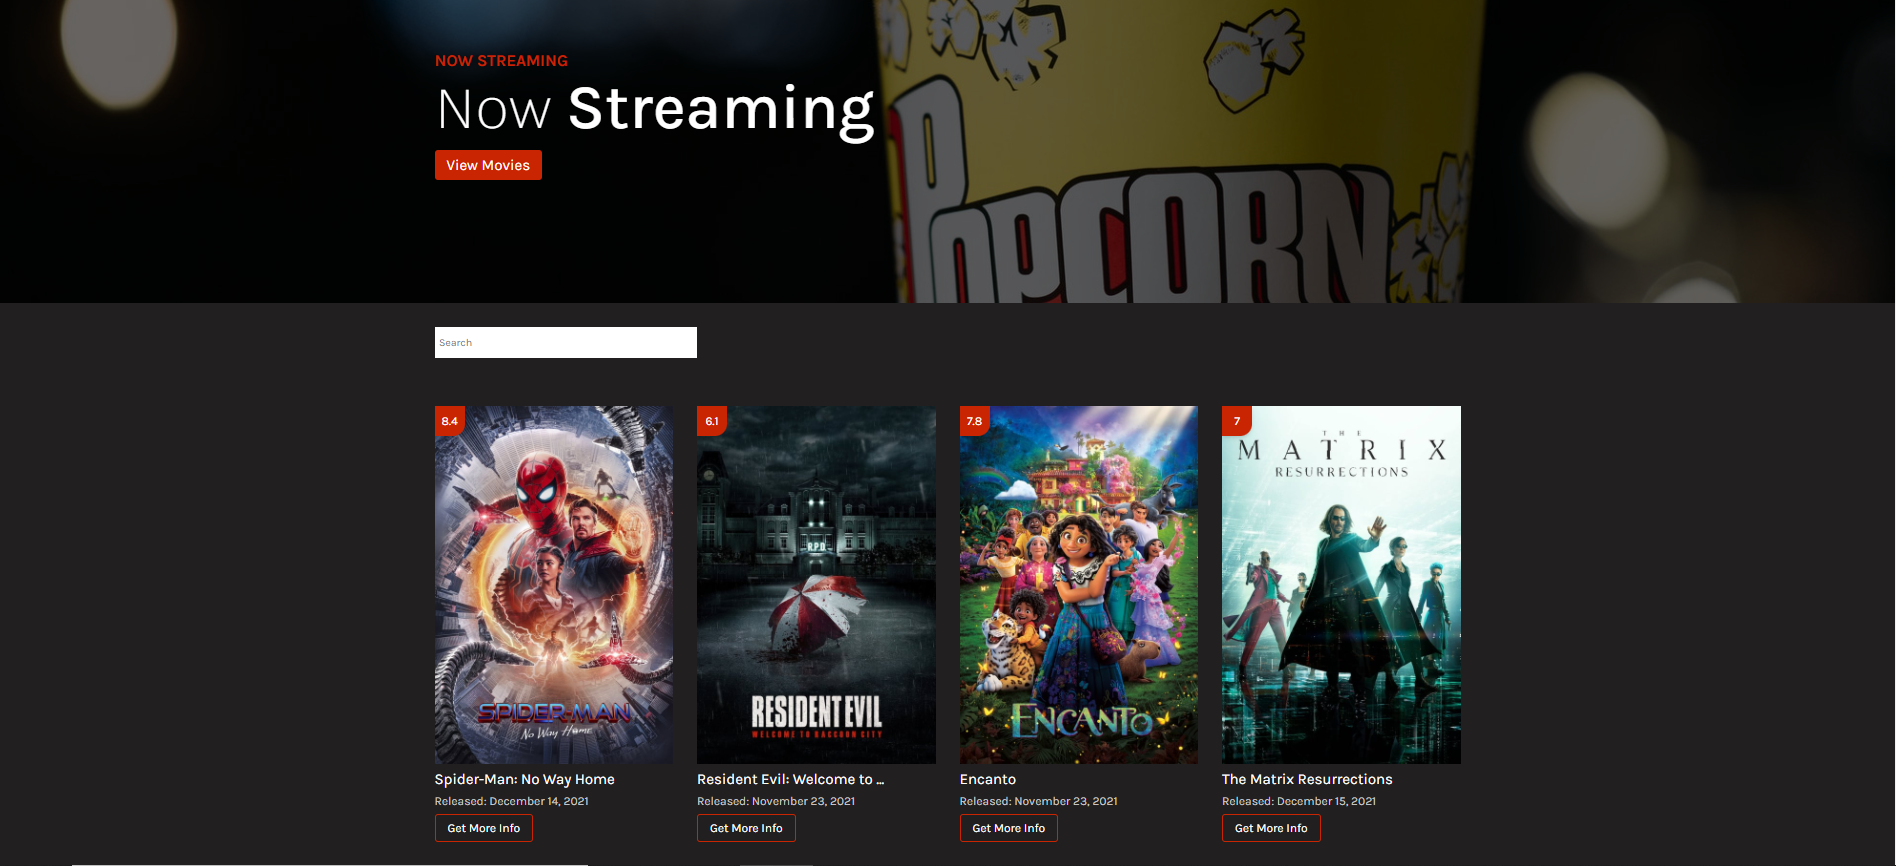 NOW STREAMING
Now Streaming
View Movies
POPCORN
Search
8.4
6.1
7.8
7
THE
MATRIX
RESURRECTIONS
R.P.D.
SPIDER-MAN
No Way Home
RESIDENT EVIL
WELCOME TO RACCOON CITY
ENCANTO
Spider-Man: No Way Home
Released: December 14, 2021
Get More Info
Resident Evil: Welcome to ...
Released: November 23, 2021
Get More Info
Encanto
Released: November 23, 2021
Get More Info
The Matrix Resurrections
Released: December 15, 2021
Get More Info